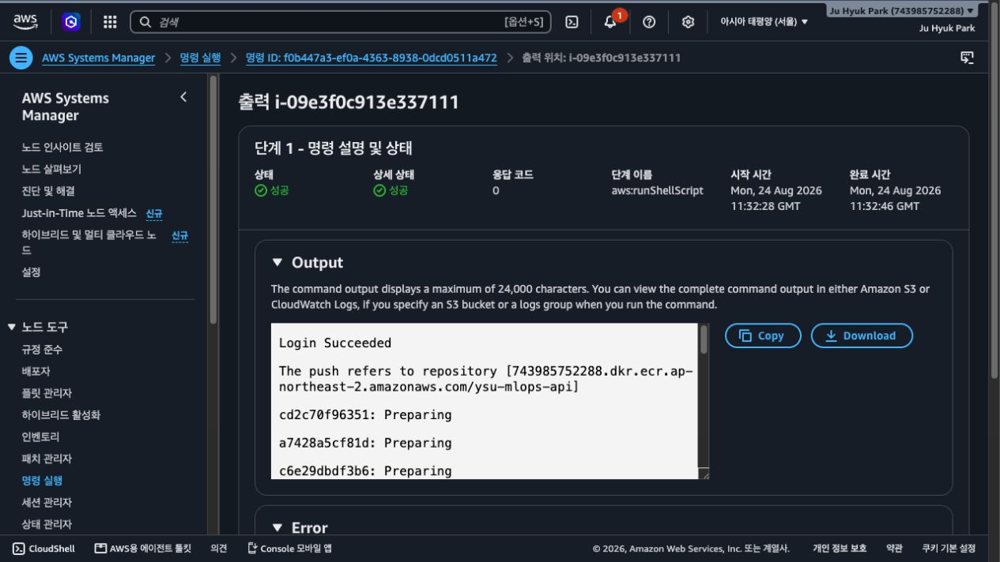 aws
검색
[옵션+S]
1
아시아 태평양 (서울) ▼
Ju Hyuk Park (743985752288) ▼
Ju Hyuk Park
AWS Systems Manager > 명령 실행 > 명령 ID: f0b447a3-ef0a-4363-8938-0dcd0511a472 > 출력 위치: i-09e3f0c913e337111
AWS Systems
Manager
노드 인사이트 검토
노드 살펴보기
진단 및 해결
Just-in-Time 노드 액세스 신규
하이브리드 및 멀티 클라우드 노 신규
드
설정
▼ 노드 도구
규정 준수
배포자
플릿 관리자
하이브리드 활성화
인벤토리
패치 관리자
명령 실행
세션 관리자
상태 관리자
출력 i-09e3f0c913e337111
단계 1 - 명령 설명 및 상태
상태
성공
상세 상태
성공
응답 코드
0
단계 이름
aws:runShellScript
시작 시간
Mon, 24 Aug 2026
11:32:28 GMT
완료 시간
Mon, 24 Aug 2026
11:32:46 GMT
▼ Output
The command output displays a maximum of 24,000 characters. You can view the complete command output in either Amazon S3 or
CloudWatch Logs, if you specify an S3 bucket or a logs group when you run the command.
Login Succeeded
The push refers to repository [743985752288.dkr.ecr.ap-
northeast-2.amazonaws.com/ysu-mlops-api]
cd2c70f96351: Preparing
a7428a5cf81d: Preparing
c6e29dbdf3b6: Preparing
Copy
Download
▼ Error
CloudShell
AWS용 에이전트 툴킷
의견
Console 모바일 앱
© 2026, Amazon Web Services, Inc. 또는 계열사.
개인 정보 보호
약관
쿠키 기본 설정